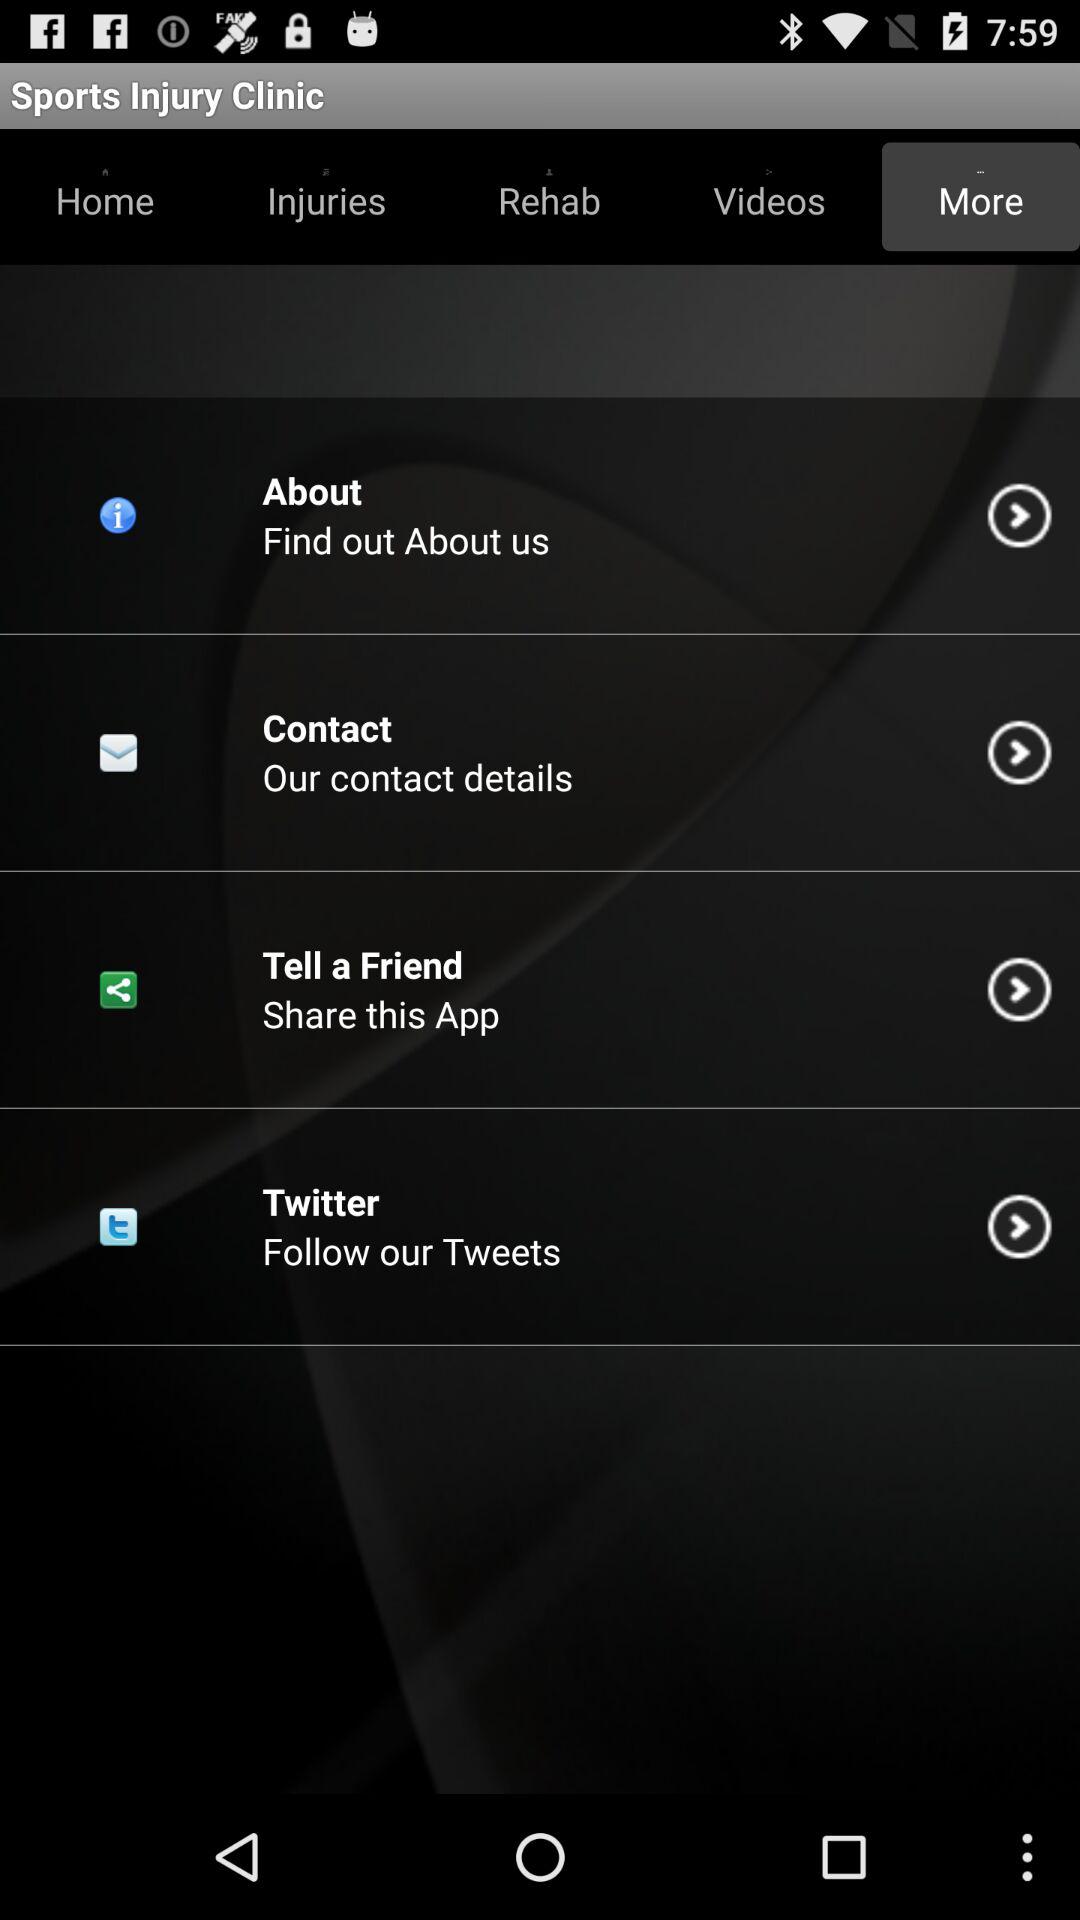 FAKE
7:59
Sports Injury Clinic
Home Injuries Rehab Videos More
About
Find out About us
Contact
Our contact details
Tell a Friend
Share this App
Twitter
Follow our Tweets